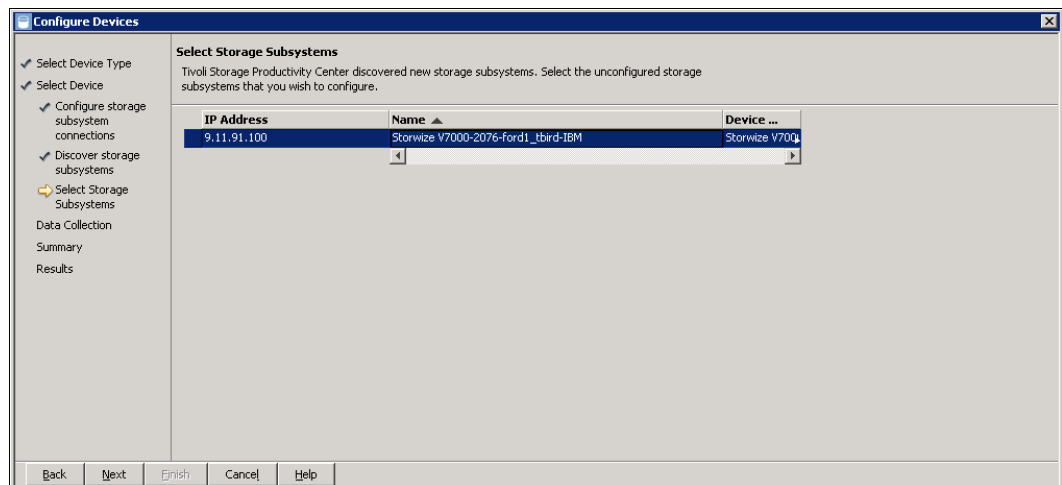 Configure Devices
Select Device Type
Select Device
Configure storage
subsystem
connections
Discover storage
subsystems
Select Storage
Subsystems
Data Collection
Summary
Results
Select Storage Subsystems
Tivoli Storage Productivity Center discovered new storage subsystems. Select the unconfigured storage
subsystems that you wish to configure.
IP Address Name Device ...
9.11.91.100 Storwize V7000-2076-ford1_tbird-IBM Storwize
Back Next Finish Cancel Help